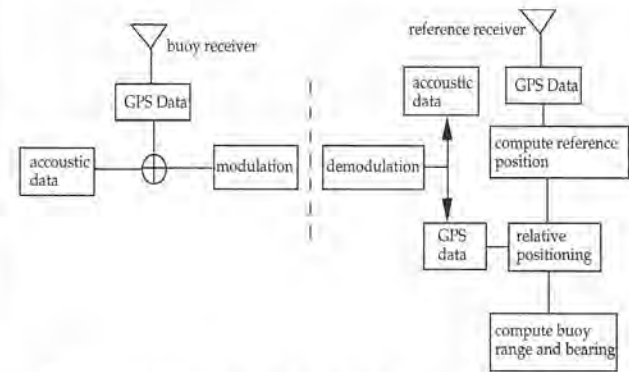 buoy receiver
GPS Data
accoustic
data
modulation
reference receiver
accoustic
data
GPS Data
compute reference
position
demodulation
GPS
data
relative
positioning
compute buoy
range and bearing